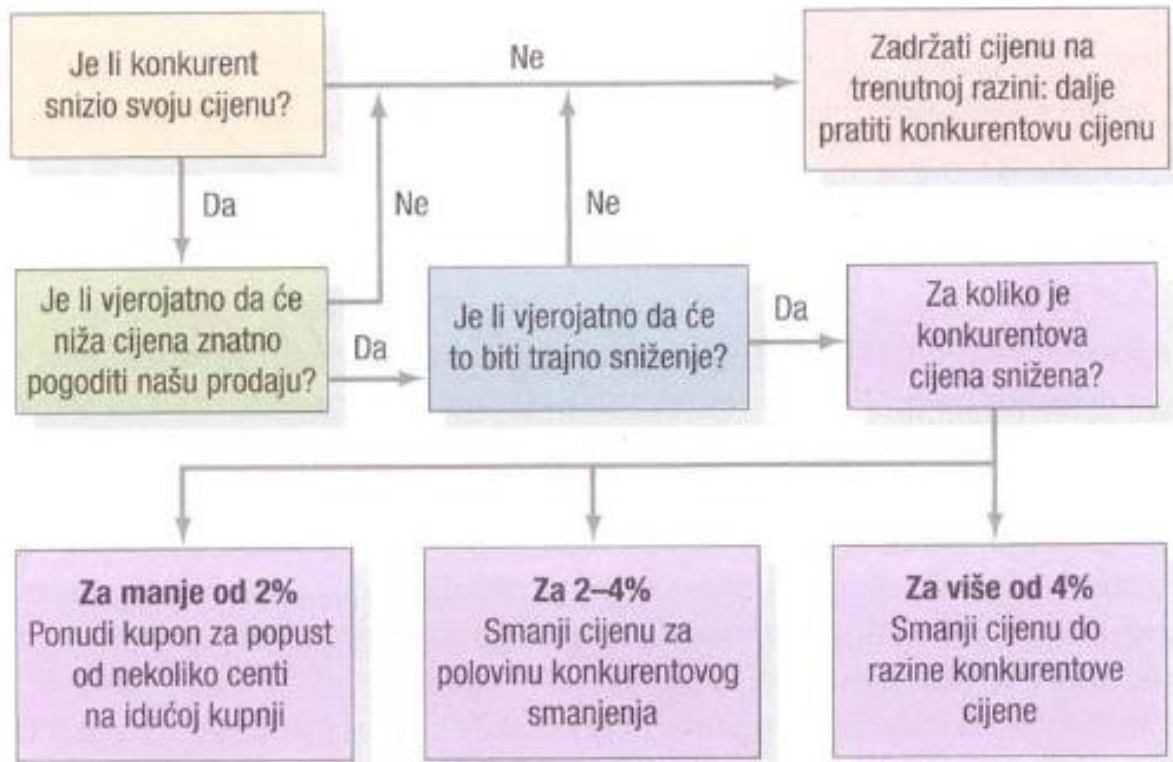 Je li konkurent
snizio svoju cijenu?
Ne
Zadržati cijenu na
trenutnoj razini: dalje
pratiti konkurentovu cijenu
Da
Ne
Ne
Je li vjerojatno da će
niža cijena znatno
pogoditi našu prodaju?
Da
Je li vjerojatno da će
to biti trajno sniženje?
Da
Za koliko je
konkurentova
cijena snižena?
Za manje od 2%
Ponudi kupon za popust
od nekoliko centi
na idućoj kupnji
Za 2–4%
Smanji cijenu za
polovinu konkurentovog
smanjenja
Za više od 4%
Smanji cijenu do
razine konkurentove
cijene